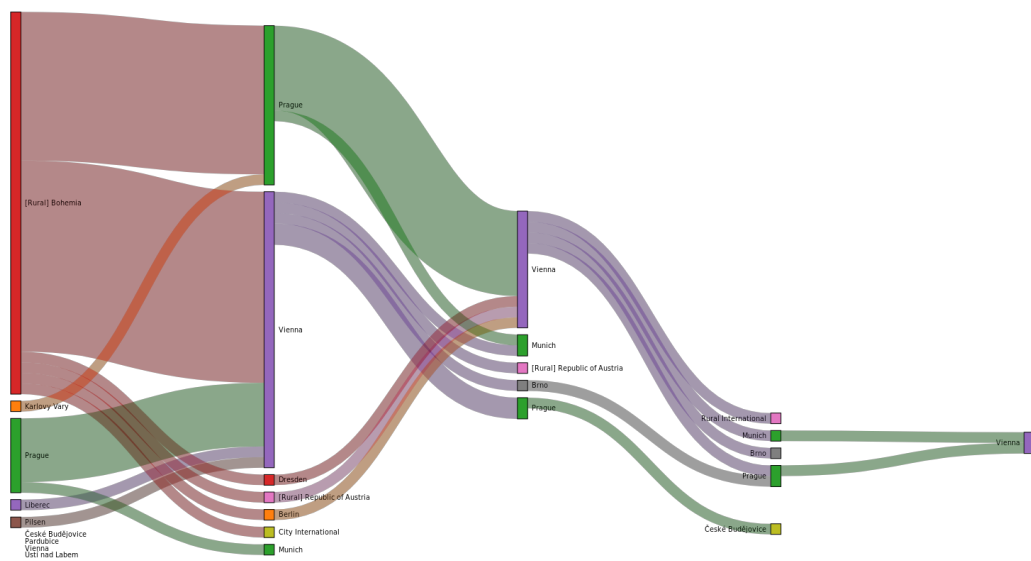 [Rural] Bohemia
Karlovy Vary
Prague
Liberec
Pilsen
České Budějovice
Pardubice
Vienna
Ústí nad Labem
Prague
Vienna
Dresden
[Rural] Republic of Austria
Berlin
City International
Munich
Vienna
Munich
[Rural] Republic of Austria
Brno
Prague
Rural International
Munich
Brno
Prague
České Budějovice
Vienna